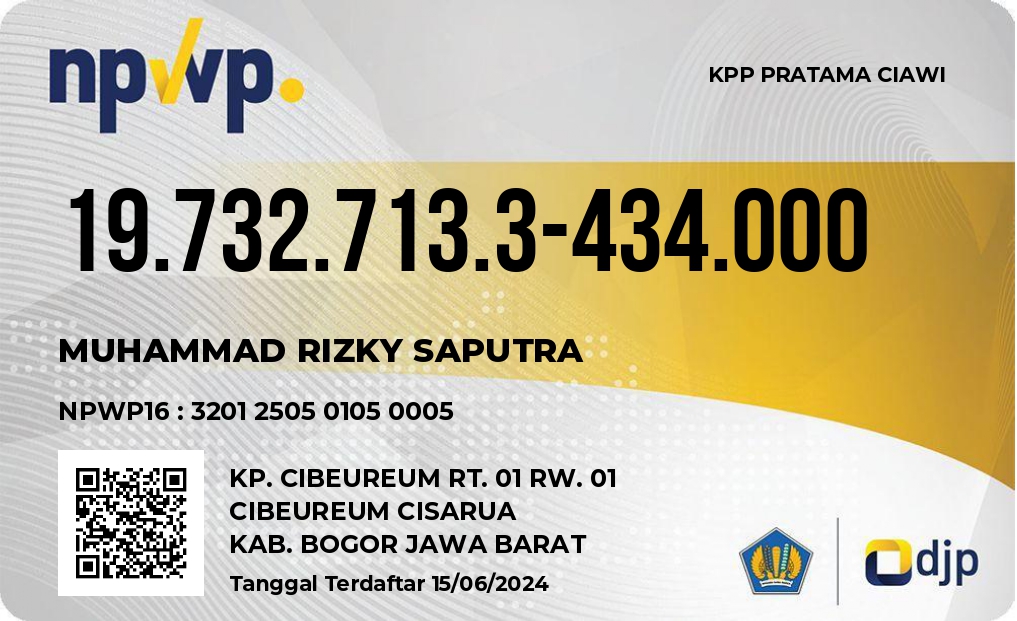 npwp.
KPP PRATAMA CIAWI
19.732.713.3-434.000
MUHAMMAD RIZKY SAPUTRA
NPWP16 : 3201 2505 0105 0005
KP. CIBEUREUM RT. 01 RW. 01
CIBEUREUM CISARUA
KAB. BOGOR JAWA BARAT
Tanggal Terdaftar 15/06/2024
djp